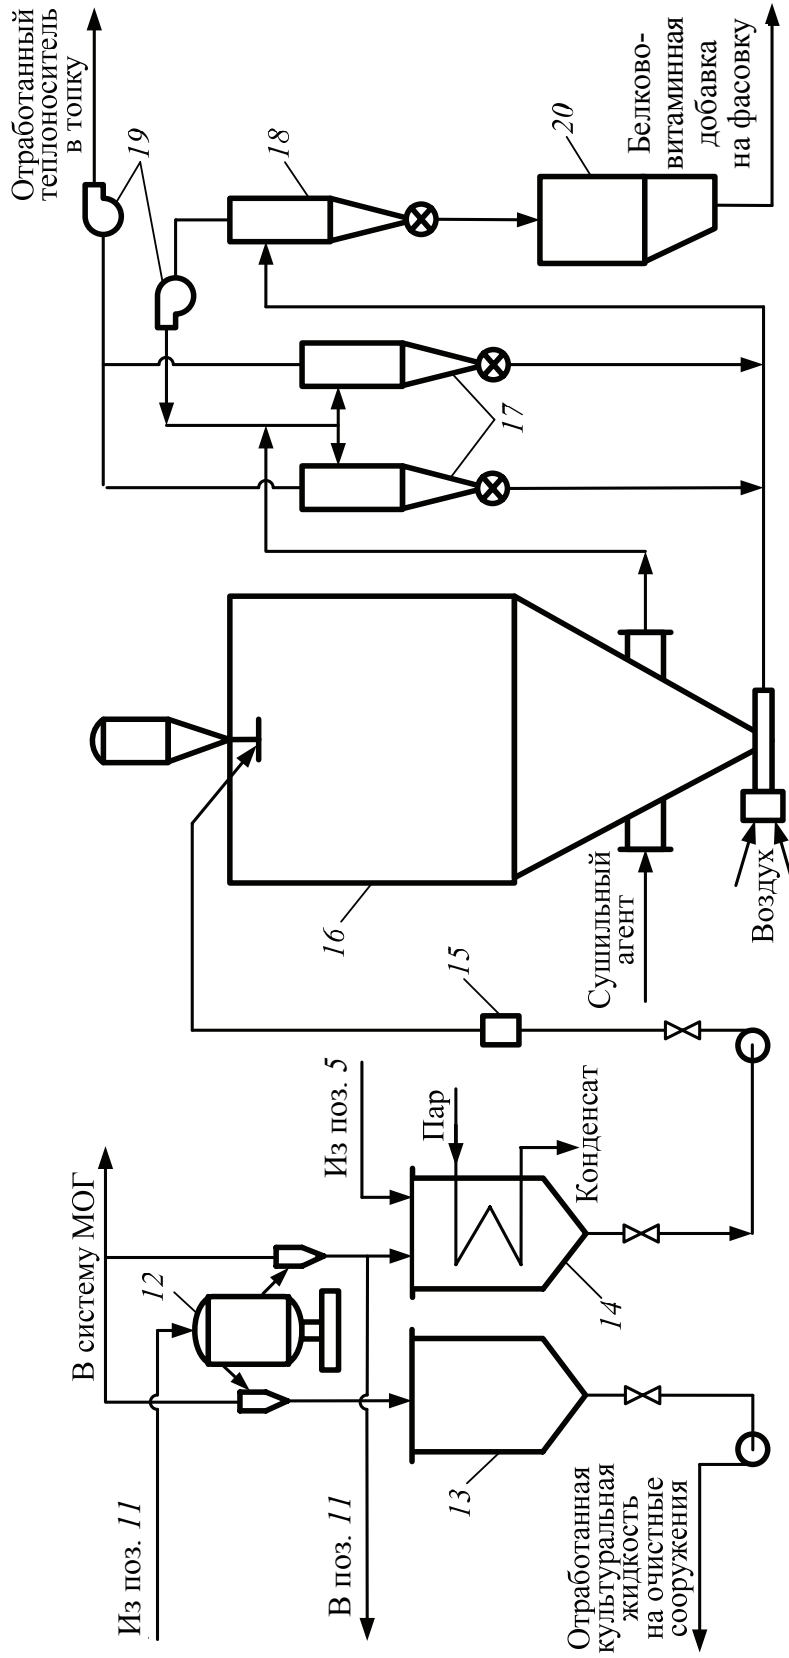 Из поз. 11
В систему МОГ
12
В поз. 11
13
Отработанная
культуральная
жидкость
на очистные
сооружения
Из поз. 5
Пар
Конденсат
14
15
16
Сушильный
агент
Воздух
17
Отработанный
теплоноситель
в топку
19
18
20
Белково-
витаминная
добавка
на фасовку